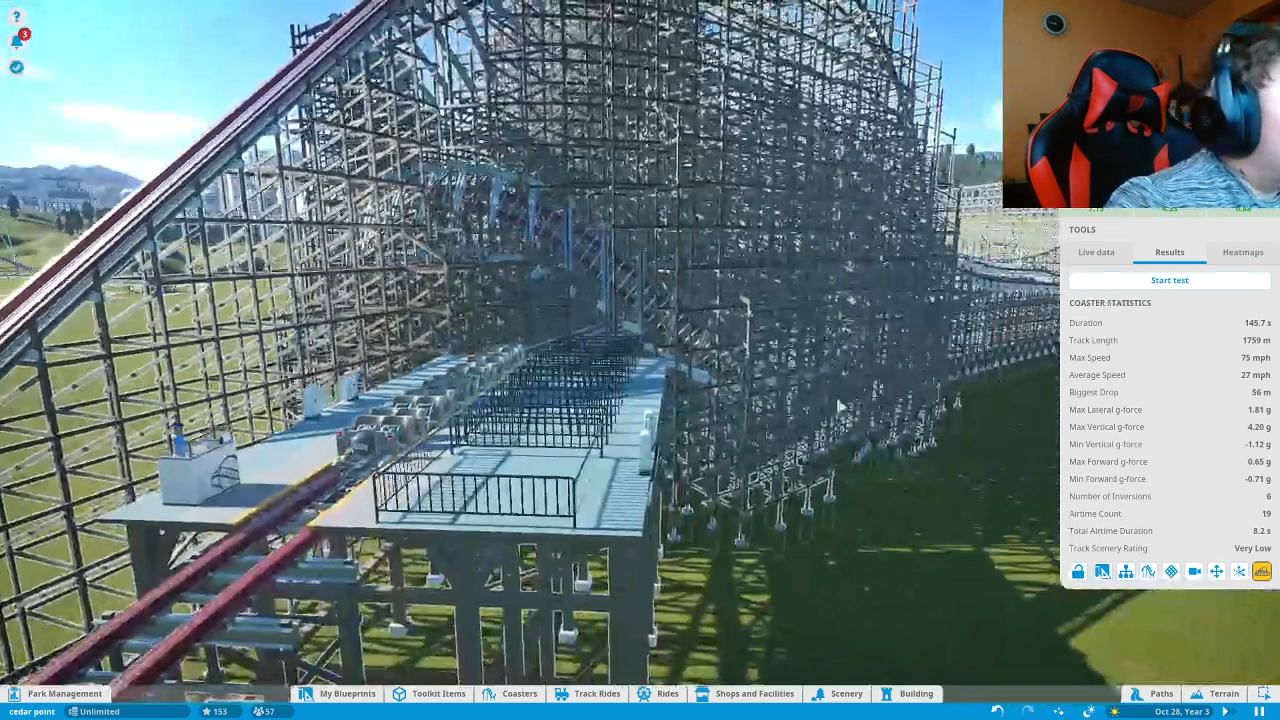 ?
3
TOOLS
Live data Results Heatmaps
Start test
COASTER STATISTICS
Duration 145.7 s
Track Length 1759 m
Max Speed 75 mph
Average Speed 27 mph
Biggest Drop 56 m
Max Lateral g-force 1.81 g
Max Vertical g-force 4.20 g
Min Vertical g-force -1.12 g
Max Forward g-force 0.65 g
Min Forward g-force -0.71 g
Number of Inversions 6
Airtime Count 19
Total Airtime Duration 8.2 s
Track Scenery Rating Very Low
Park Management My Blueprints Toolkit Items Coasters Track Rides Rides Shops and Facilities Scenery Building Paths Terrain
cedar point Unlimited 153 57 Oct 28, Year 3